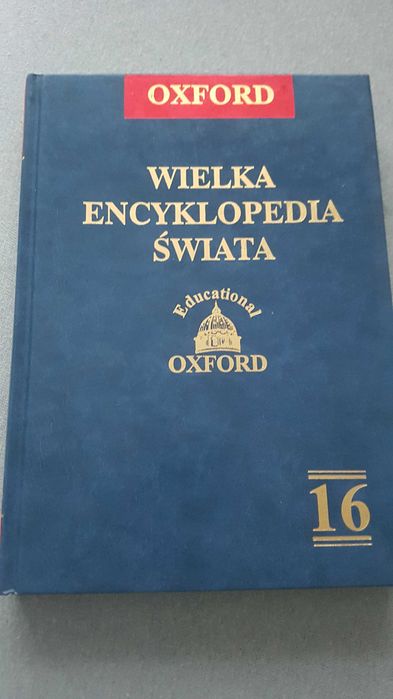 OXFORD
WIELKA
ENCYKLOPEDIA
ŚWIATA
Educational
OXFORD
16